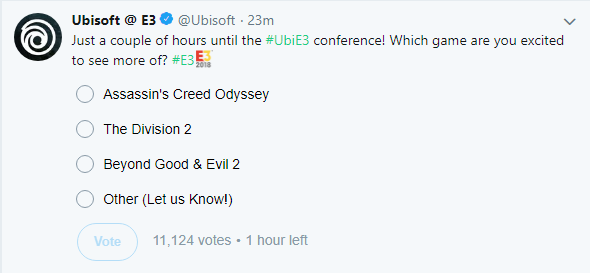 Ubisoft @ E3 @Ubisoft · 23m
Just a couple of hours until the #UbiE3 conference! Which game are you excited
to see more of? #E3 E3 2018
Assassin's Creed Odyssey
The Division 2
Beyond Good & Evil 2
Other (Let us Know!)
Vote 11,124 votes • 1 hour left